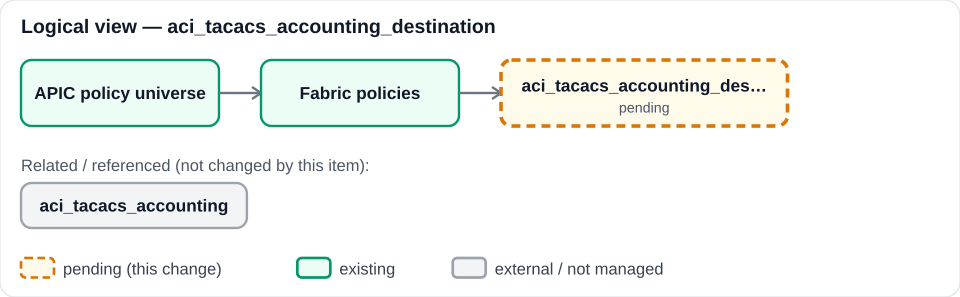 Logical view — aci_tacacs_accounting_destination
APIC policy universe
Fabric policies
aci_tacacs_accounting_des…
pending
Related / referenced (not changed by this item):
aci_tacacs_accounting
pending (this change)
existing
external / not managed